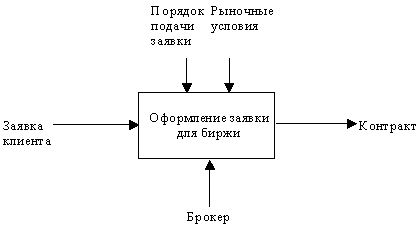 Порядок
подачи
заявки
Рыночные
условия
Заявка
клиента
Оформление заявки
для биржи
Контракт
Брокер